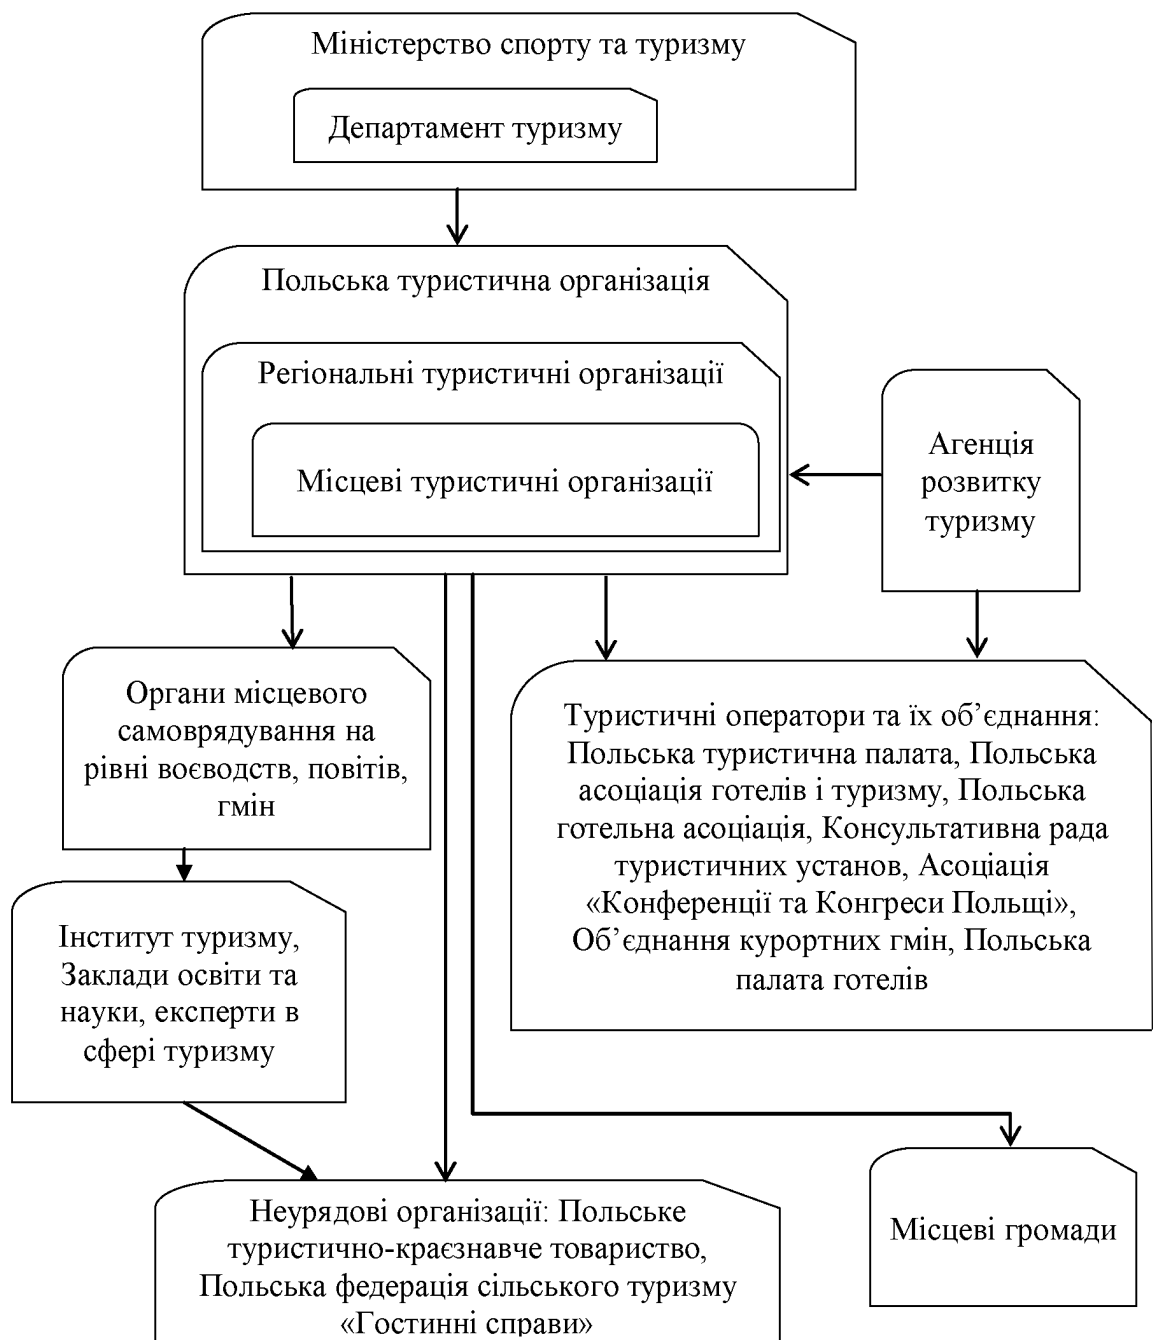 Міністерство спорту та туризму
Департамент туризму
Польська туристична організація
Регіональні туристичні організації
Місцеві туристичні організації
Агенція
розвитку
туризму
Органи місцевого
самоврядування на
рівні воєводств, повітів,
гмін
Туристичні оператори та їх об’єднання:
Польська туристична палата, Польська
асоціація готелів і туризму, Польська
готельна асоціація, Консультативна рада
туристичних установ, Асоціація
«Конференції та Конгреси Польщі»,
Об’єднання курортних гмін, Польська
палата готелів
Інститут туризму,
Заклади освіти та
науки, експерти в
сфері туризму
Неурядові організації: Польське
туристично-краєзнавче товариство,
Польська федерація сільського туризму
«Гостинні справи»
Місцеві громади